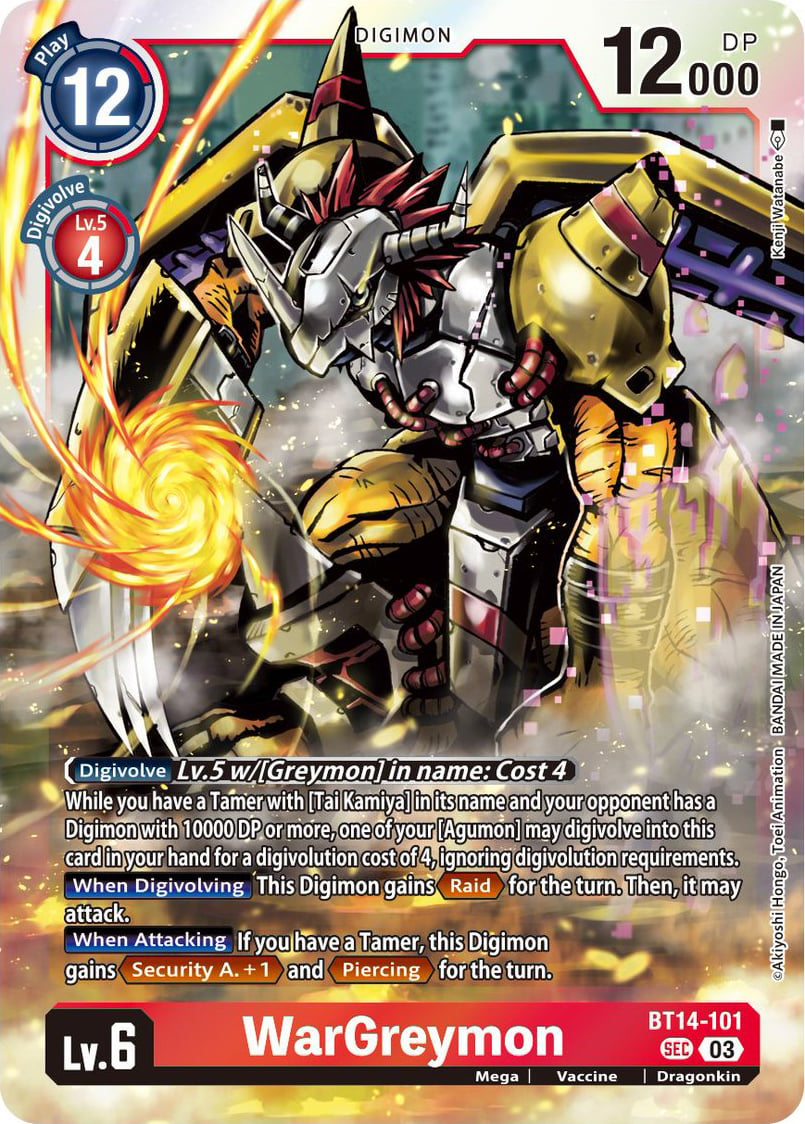 DIGIMON
Play
12
12000
DP
Digivolve
Lv.5
4
Kenji Watanabe
Digivolve Lv.5 w/[Greymon] in name: Cost 4
While you have a Tamer with [Tai Kamiya] in its name and your opponent has a
Digimon with 10000 DP or more, one of your [Agumon] may digivolve into this
card in your hand for a digivolution cost of 4, ignoring digivolution requirements.
When Digivolving This Digimon gains Raid for the turn. Then, it may
attack.
When Attacking If you have a Tamer, this Digimon
gains Security A. +1 and Piercing for the turn.
©Akiyoshi Hongo, Toei Animation BANDAI MADE IN JAPAN
Lv.6
WarGreymon
BT14-101
SEC 03
Mega | Vaccine | Dragonkin